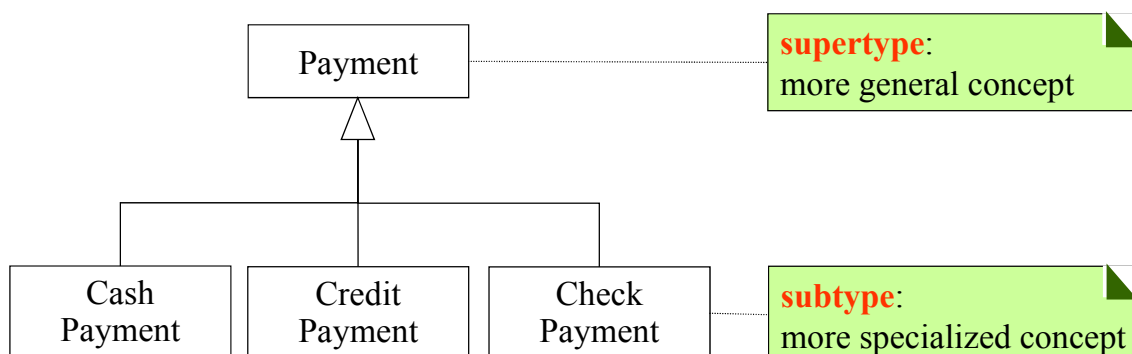 Payment
supertype:
more general concept
Cash
Payment
Credit
Payment
Check
Payment
subtype:
more specialized concept